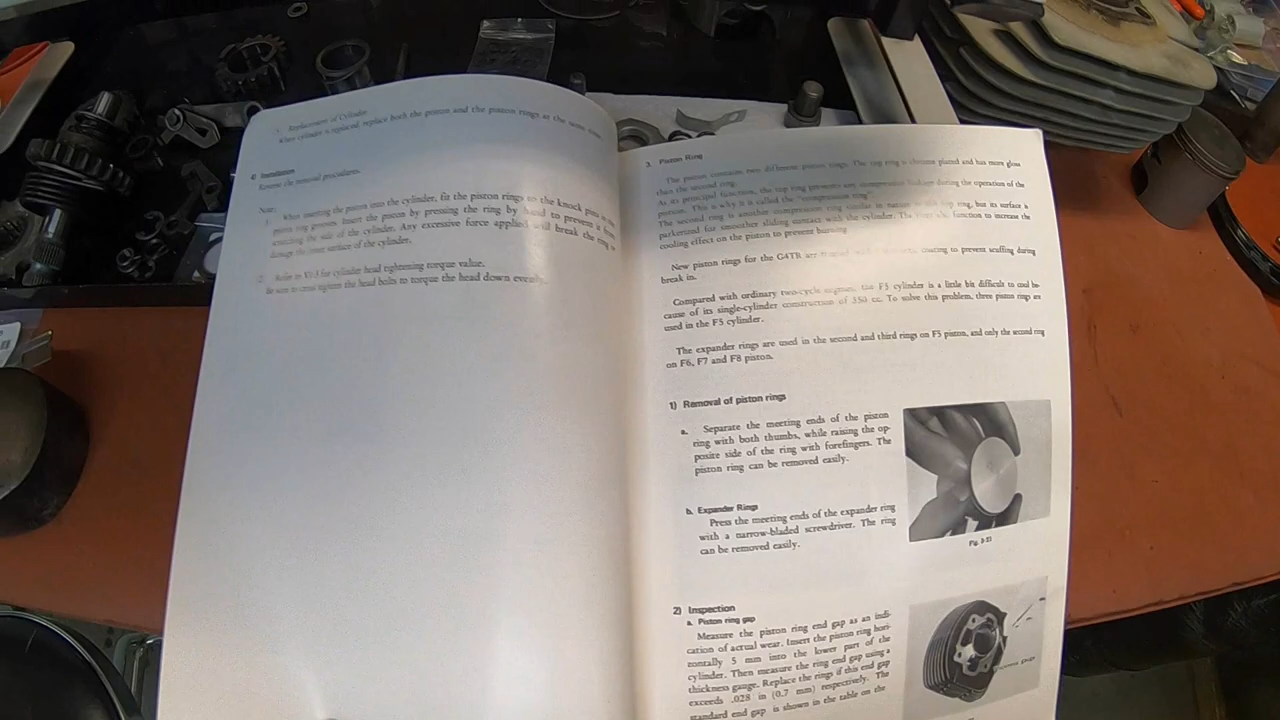 Replacement of Cylinder
When cylinder is replaced, replace both the piston and the piston rings at the same time.
4) Installation
Reverse the removal procedures.
Note:
When inserting the piston into the cylinder, fit the piston rings to the knock pins in the
piston ring grooves. Insert the piston by pressing the ring by hand to prevent it from
scratching the side of the cylinder. Any excessive force applied will break the ring or
damage the inner surface of the cylinder.
2. Refer to VI-3 for cylinder head tightening torque value.
Be sure to cross tighten the head bolts to torque the head down evenly.
3. Piston Ring
The piston contains two different piston rings. The top ring is chrome plated and has more gloss
than the second ring.
As its principal function, the top ring prevents any compression leakage during the operation of the
piston. This is why it is called the "compression ring"
The second ring is another compression ring similar in nature top ring, but its surface is
parkerized for smoother sliding contact with the cylinder. The function to increase the
cooling effect on the piston to prevent burning
New piston rings for the G4TR are coating to prevent scuffing during
break in.
Compared with ordinary two-cycle engines, the F5 cylinder is a little bit difficult to cool be-
cause of its single-cylinder construction of 350 cc. To solve this problem, three piston rings are
used in the F5 cylinder.
The expander rings are used in the second and third rings on F5 piston, and only the second ring
on F6, F7 and F8 piston.
1) Removal of piston rings
a. Separate the meeting ends of the piston
ring with both thumbs, while raising the op-
posite side of the ring with forefingers. The
piston ring can be removed easily.
b. Expander Rings
Press the meeting ends of the expander ring
with a narrow-bladed screwdriver. The ring
can be removed easily.
Fig. 3-23
2) Inspection
a. Piston ring gap
Measure the piston ring end gap as an indi-
cation of actual wear. Insert the piston ring hori-
zontally 5 mm into the lower part of the
cylinder. Then measure the ring end gap using a
thickness gauge. Replace the rings if this end gap
exceeds .028 in (0.7 mm) respectively. The
standard end gap is shown in the table on the